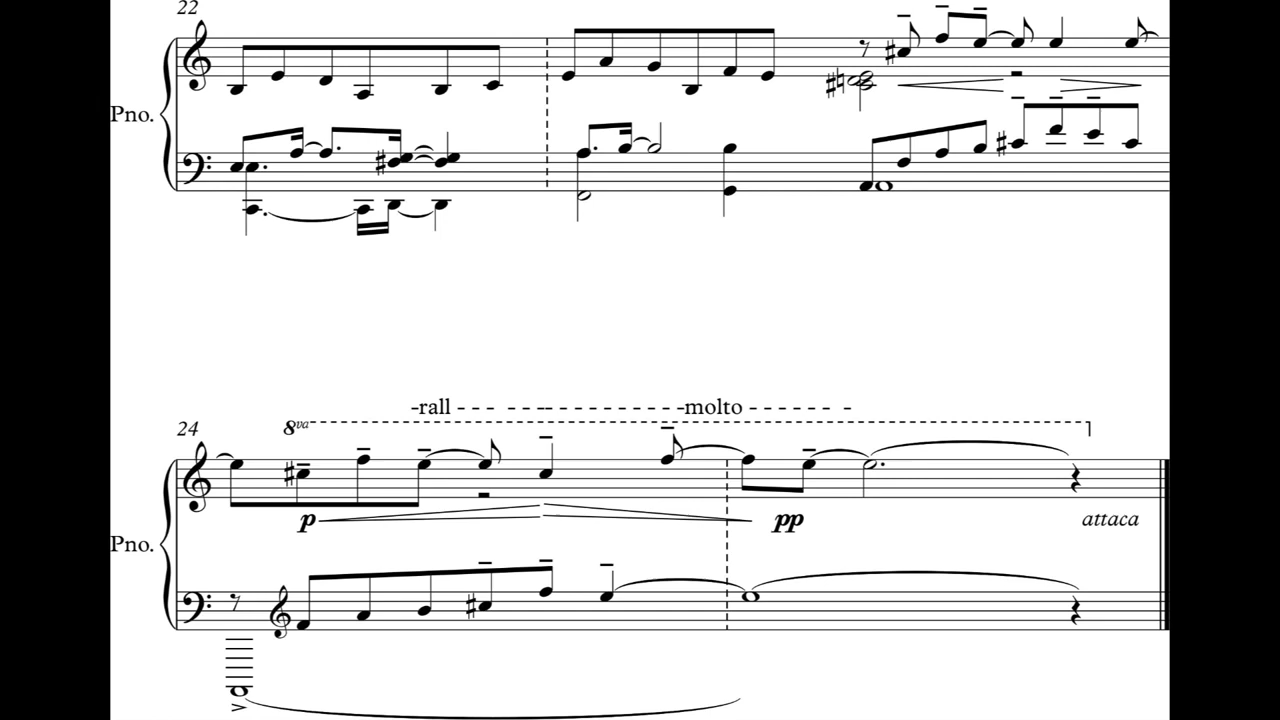 22
Pno.
-rall - - - - - - - - - - - - - - - - -molto - - - - - - -
24
8va
p
pp
attaca
Pno.